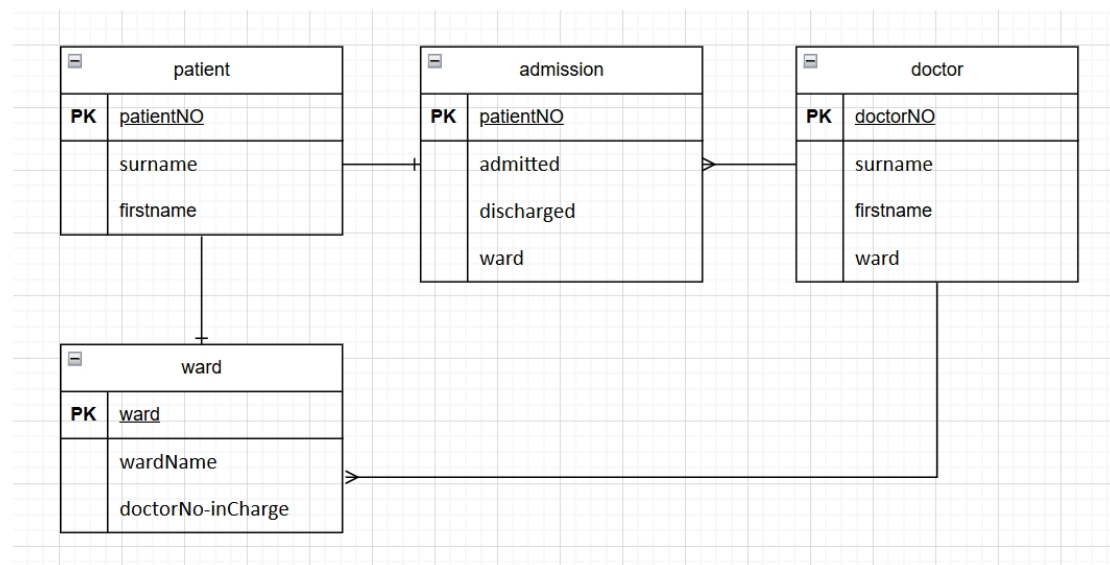 patient
PK patientNO
surname
firstname
admission
PK patientNO
admitted
discharged
ward
doctor
PK doctorNO
surname
firstname
ward
ward
PK ward
wardName
doctorNo-inCharge